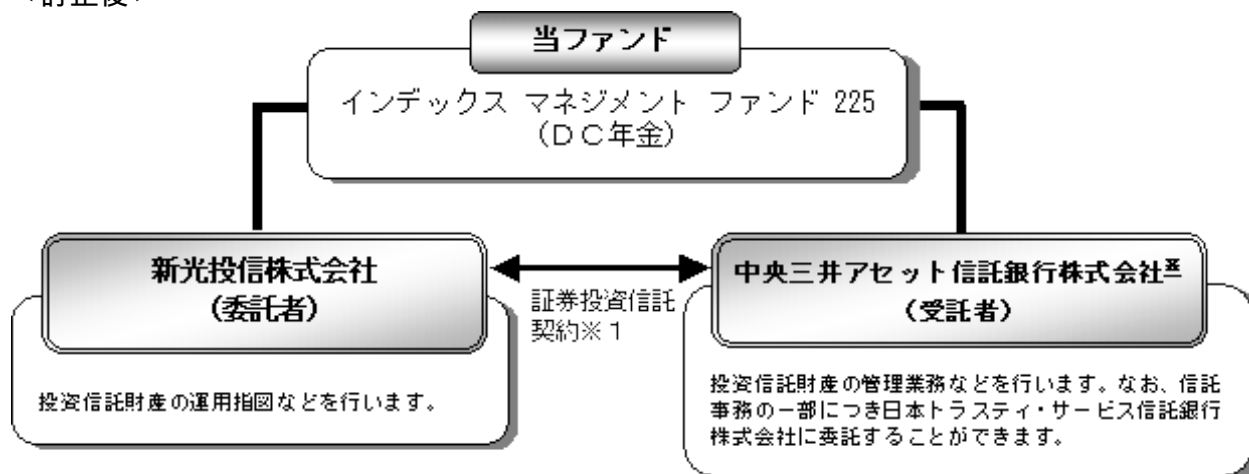 当ファンド
インデックス マネジメント ファンド 225
(DC年金)
新光投信株式会社
(委託者)
証券投資信託
契約※1
中央三井アセット信託銀行株式会社※
(受託者)
投資信託財産の運用指図などを行います。
投資信託財産の管理業務などを行います。なお、信託
事務の一部につき日本トラスティ・サービス信託銀行
株式会社に委託することができます。